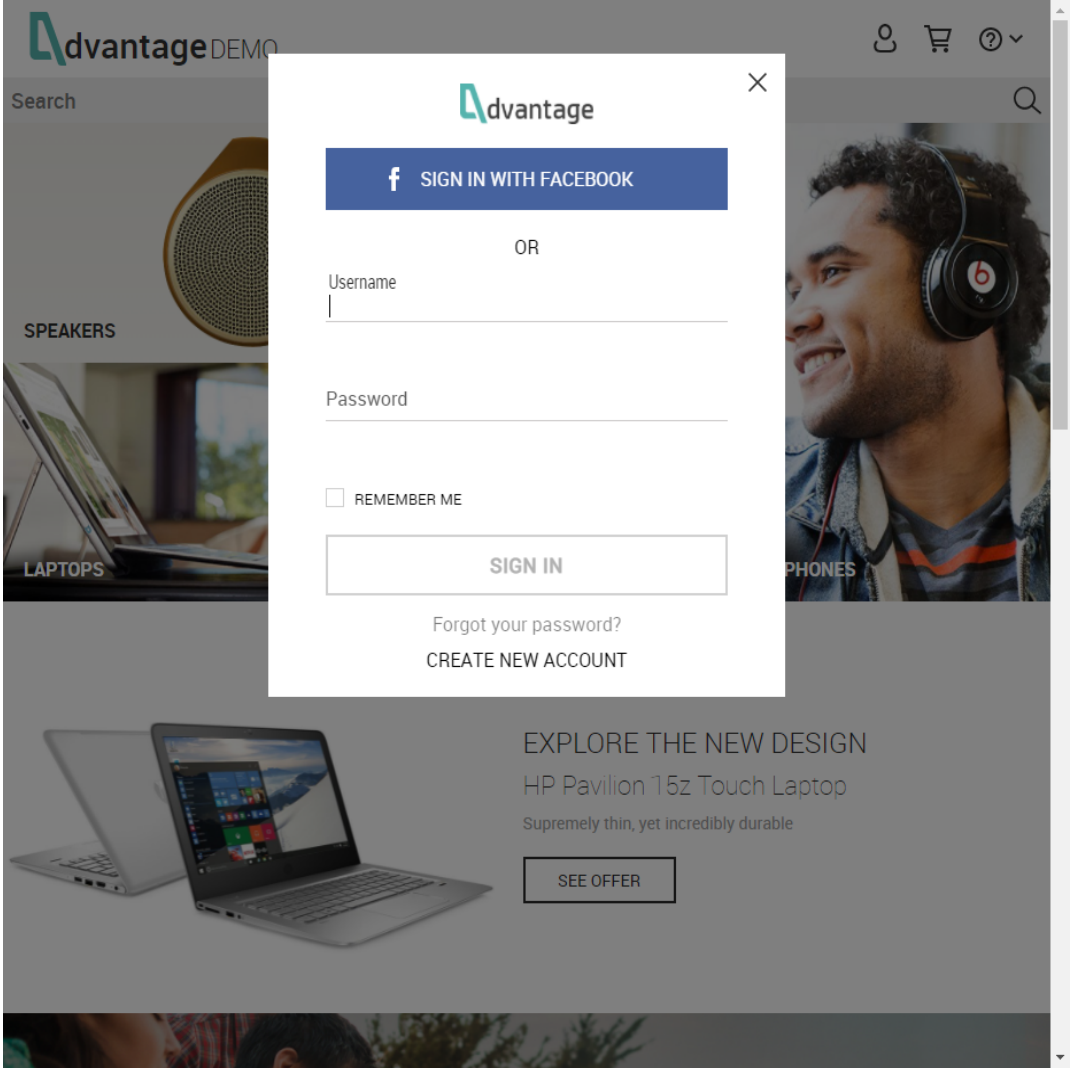 dvantage DEMO
Search
dvantage
f SIGN IN WITH FACEBOOK
OR
Username
SPEAKERS
Password
REMEMBER ME
SIGN IN
LAPTOPS
PHONES
Forgot your password?
CREATE NEW ACCOUNT
EXPLORE THE NEW DESIGN
HP Pavilion 15z Touch Laptop
Supremely thin, yet incredibly durable
SEE OFFER